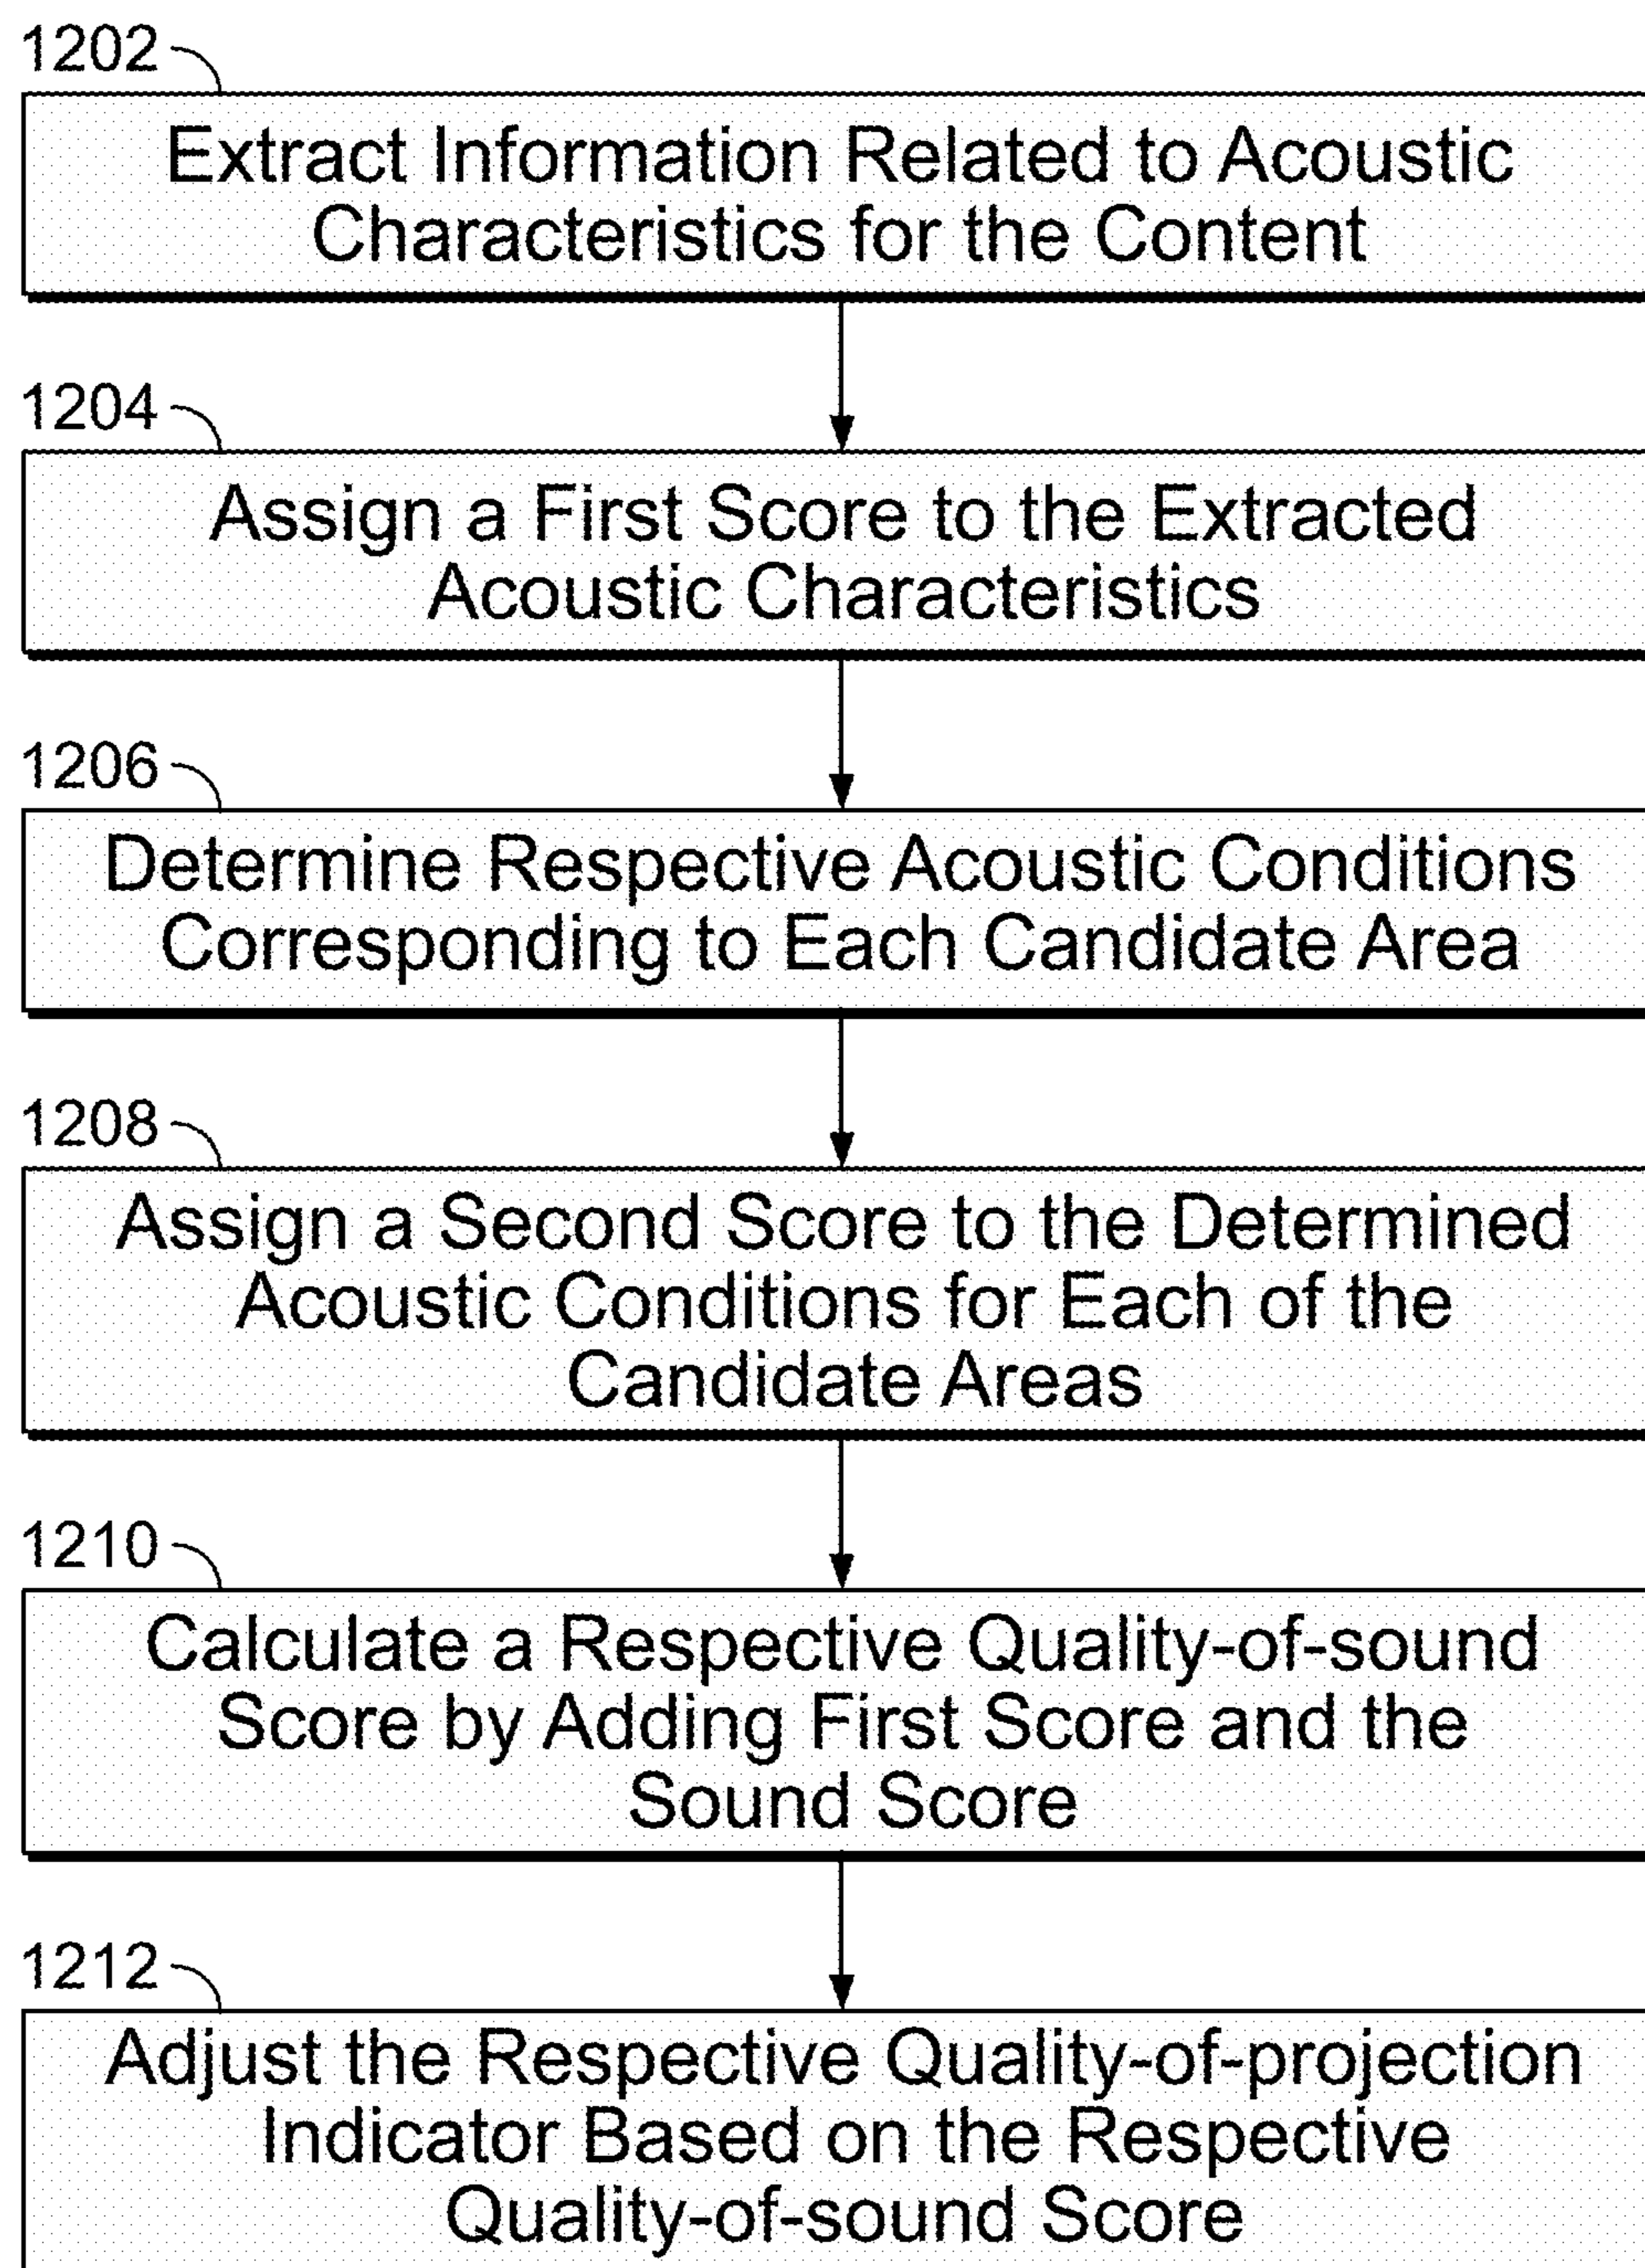 1202
Extract Information Related to Acoustic
Characteristics for the Content
1204
Assign a First Score to the Extracted
Acoustic Characteristics
1206
Determine Respective Acoustic Conditions
Corresponding to Each Candidate Area
1208
Assign a Second Score to the Determined
Acoustic Conditions for Each of the
Candidate Areas
1210
Calculate a Respective Quality-of-sound
Score by Adding First Score and the
Sound Score
1212
Adjust the Respective Quality-of-projection
Indicator Based on the Respective
Quality-of-sound Score